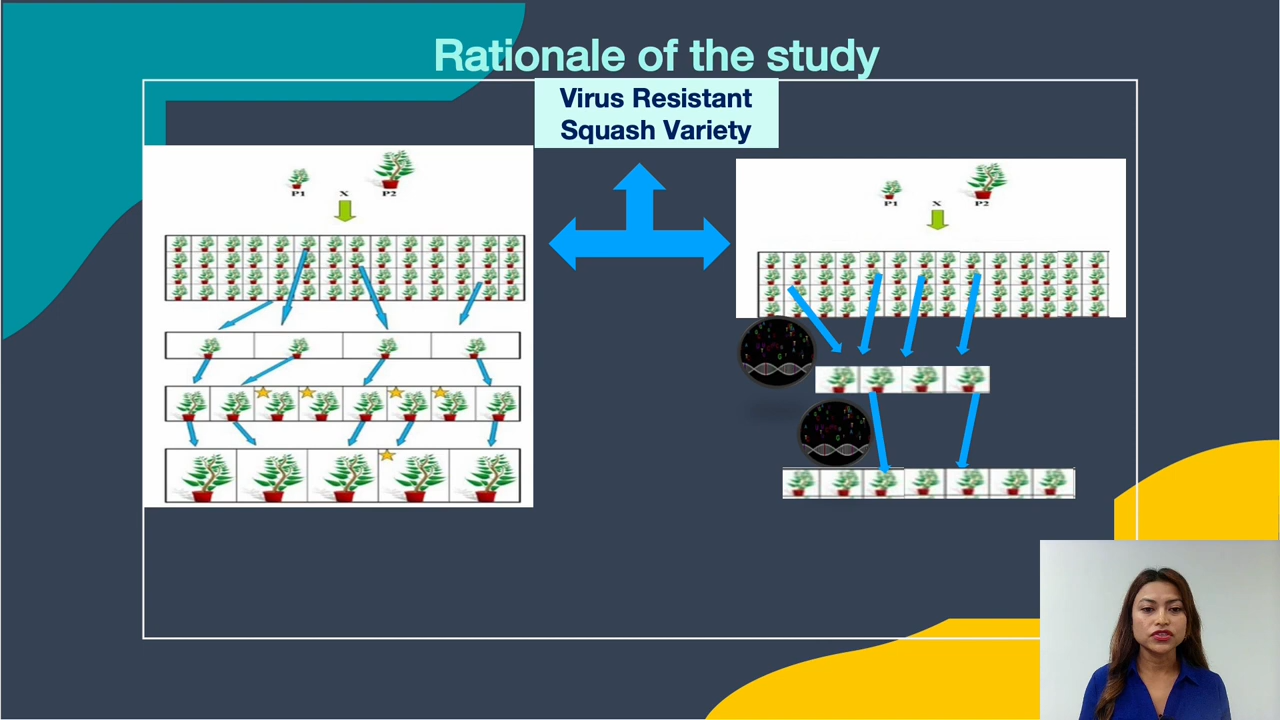 Rationale of the study
Virus Resistant
Squash Variety
P1 X P2
P1 X P2